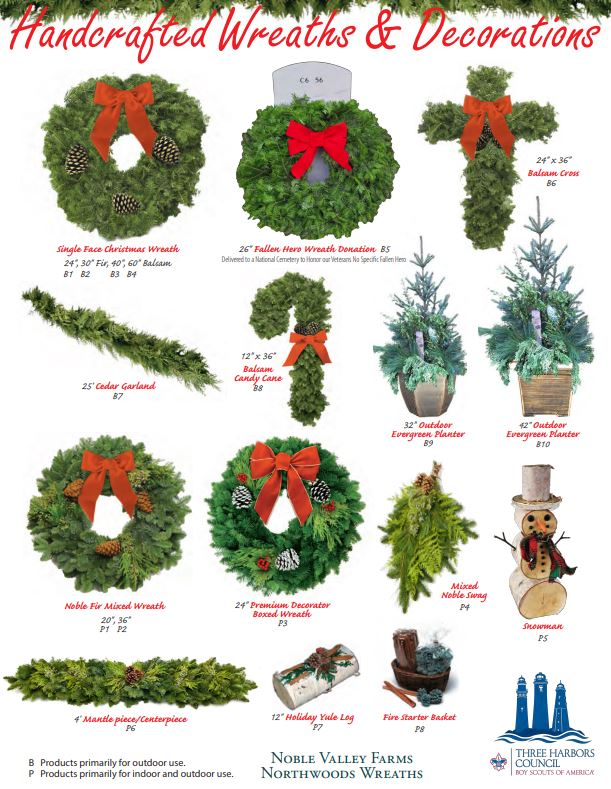 Handcrafted Wreaths & Decorations
C6 56
Single Face Christmas Wreath
24", 30" Fir, 40", 60" Balsam
B1 B2 B3 B4
26" Fallen Hero Wreath Donation B5
Delivered to a National Cemetery to Honor our Veterans No Specific Fallen Hero
24" x 36"
Balsam Cross
B6
25' Cedar Garland
B7
12" x 36"
Balsam
Candy Cane
B8
32" Outdoor
Evergreen Planter
B9
42" Outdoor
Evergreen Planter
B10
Noble Fir Mixed Wreath
20", 36"
P1 P2
24" Premium Decorator
Boxed Wreath
P3
Mixed
Noble Swag
P4
Snowman
P5
4' Mantle piece/Centerpiece
P6
12" Holiday Yule Log
P7
Fire Starter Basket
P8
B Products primarily for outdoor use.
P Products primarily for indoor and outdoor use.
Noble Valley Farms
Northwoods Wreaths
THREE HARBORS
COUNCIL
BOY SCOUTS OF AMERICA®